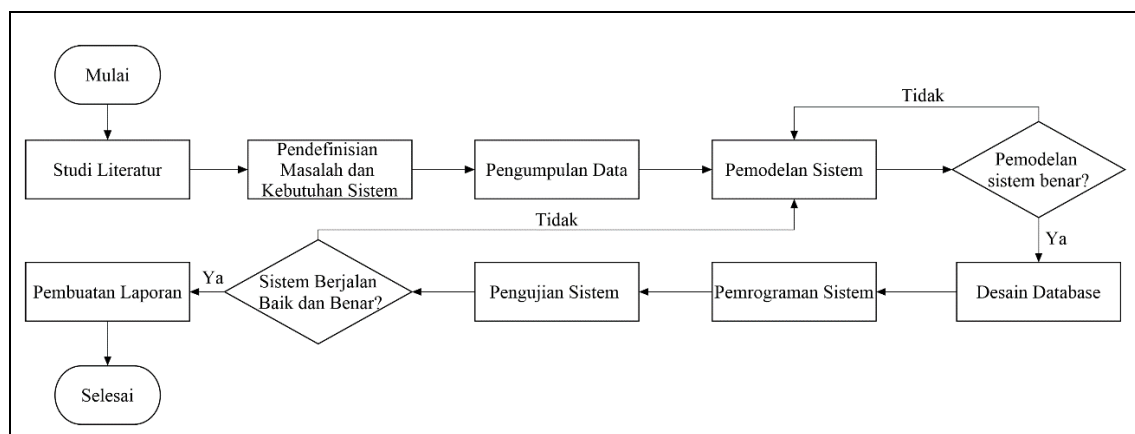 Mulai
Tidak
Studi Literatur
Pendefinisian
Masalah dan
Kebutuhan Sistem
Pengumpulan Data
Pemodelan Sistem
Pemodelan
sistem benar?
Tidak
Ya
Pembuatan Laporan
Ya
Sistem Berjalan
Baik dan Benar?
Pengujian Sistem
Pemrograman Sistem
Desain Database
Selesai